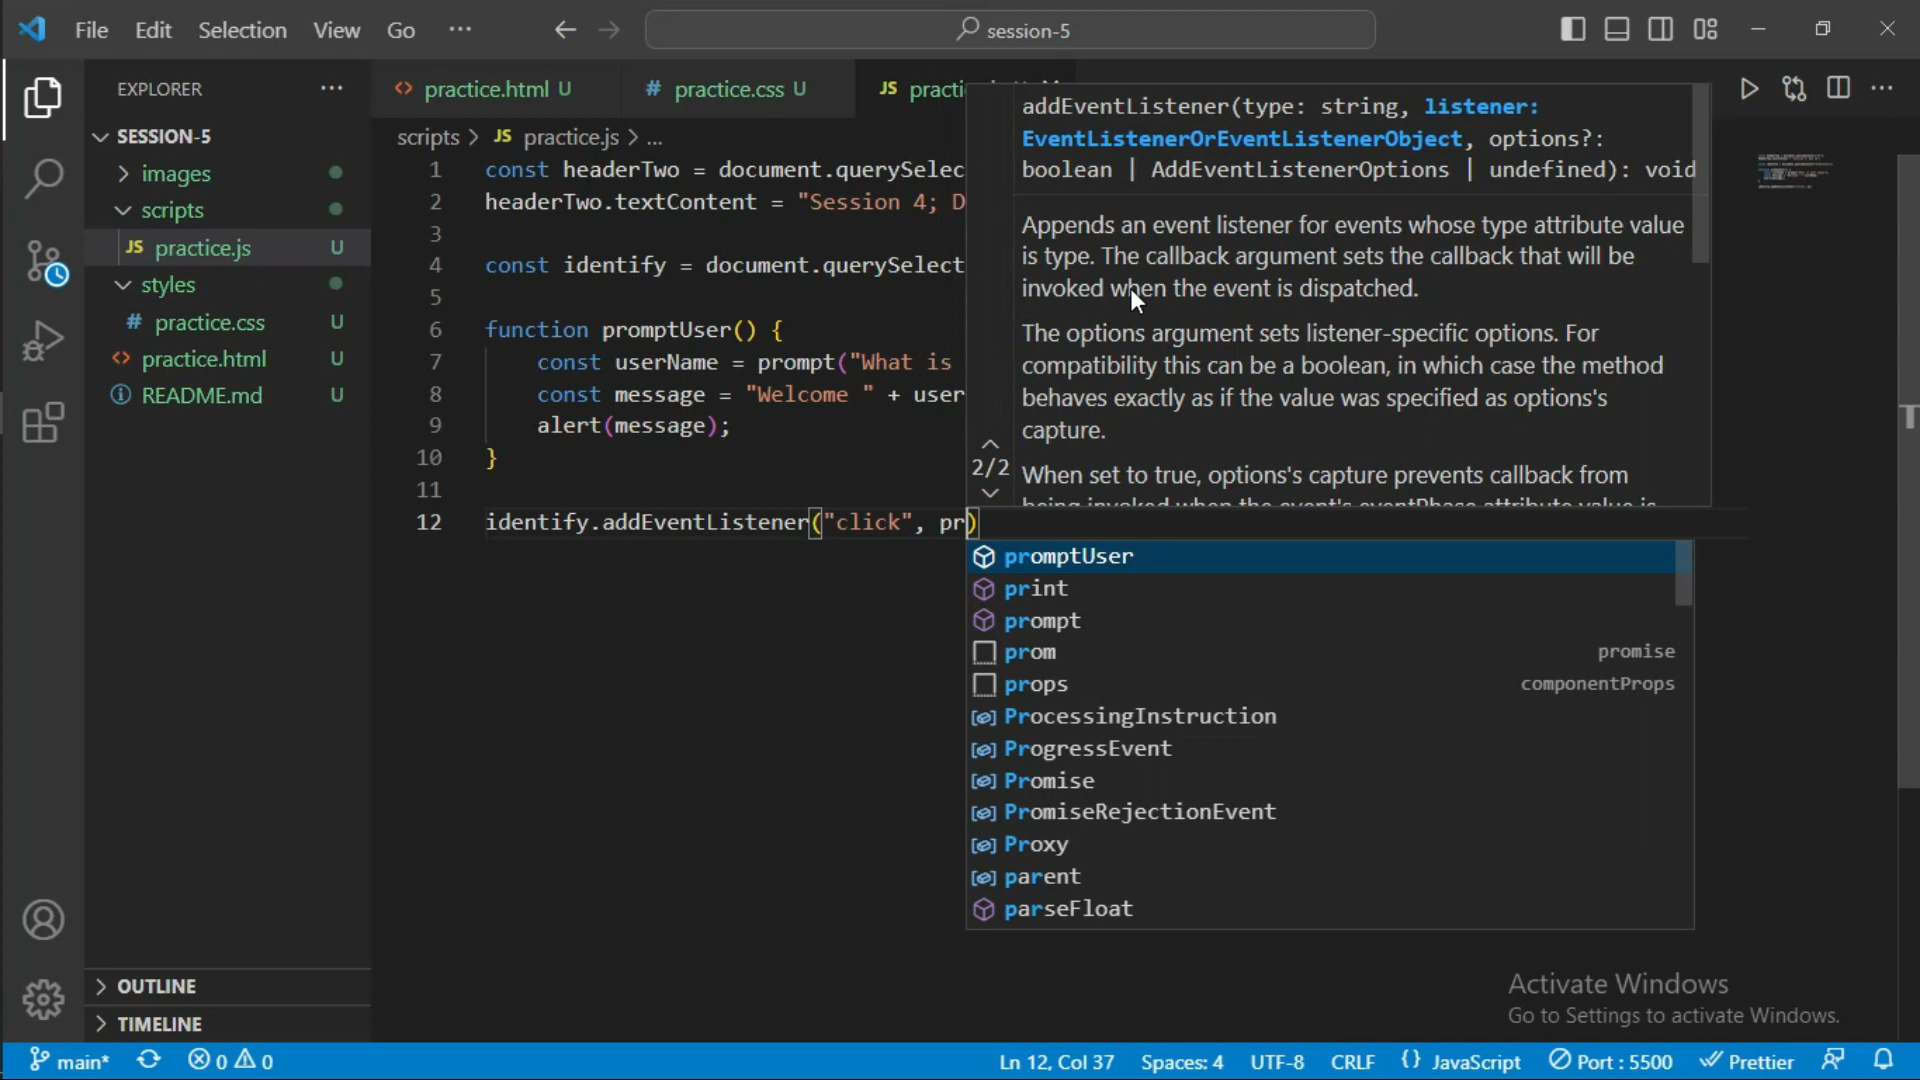 File Edit Selection View Go ···
session-5
EXPLORER ···
SESSION-5
images
scripts
JS practice.js U
styles
# practice.css U
<> practice.html U
README.md U
OUTLINE
TIMELINE
<> practice.html U
# practice.css U
JS
scripts > JS practice.js > ...
1 const headerTwo = document.querySelec
2 headerTwo.textContent = "Session 4; D
3
4 const identify = document.querySelect
5
6 function promptUser() {
7 const userName = prompt("What is
8 const message = "Welcome " + user
9 alert(message);
10 }
11
12 identify.addEventListener("click", pr)
addEventListener(type: string, listener:
EventListenerOrEventListenerObject, options?:
boolean | AddEventListenerOptions | undefined): void
Appends an event listener for events whose type attribute value
is type. The callback argument sets the callback that will be
invoked when the event is dispatched.
The options argument sets listener-specific options. For
compatibility this can be a boolean, in which case the method
behaves exactly as if the value was specified as options's
capture.
2/2
When set to true, options's capture prevents callback from
being invoked when the event's eventPhase attribute value is
promptUser
print
prompt
prom promise
props componentProps
ProcessingInstruction
ProgressEvent
Promise
PromiseRejectionEvent
Proxy
parent
parseFloat
Activate Windows
Go to Settings to activate Windows.
main* 0 0 Ln 12, Col 37 Spaces: 4 UTF-8 CRLF {} JavaScript Port : 5500 Prettier